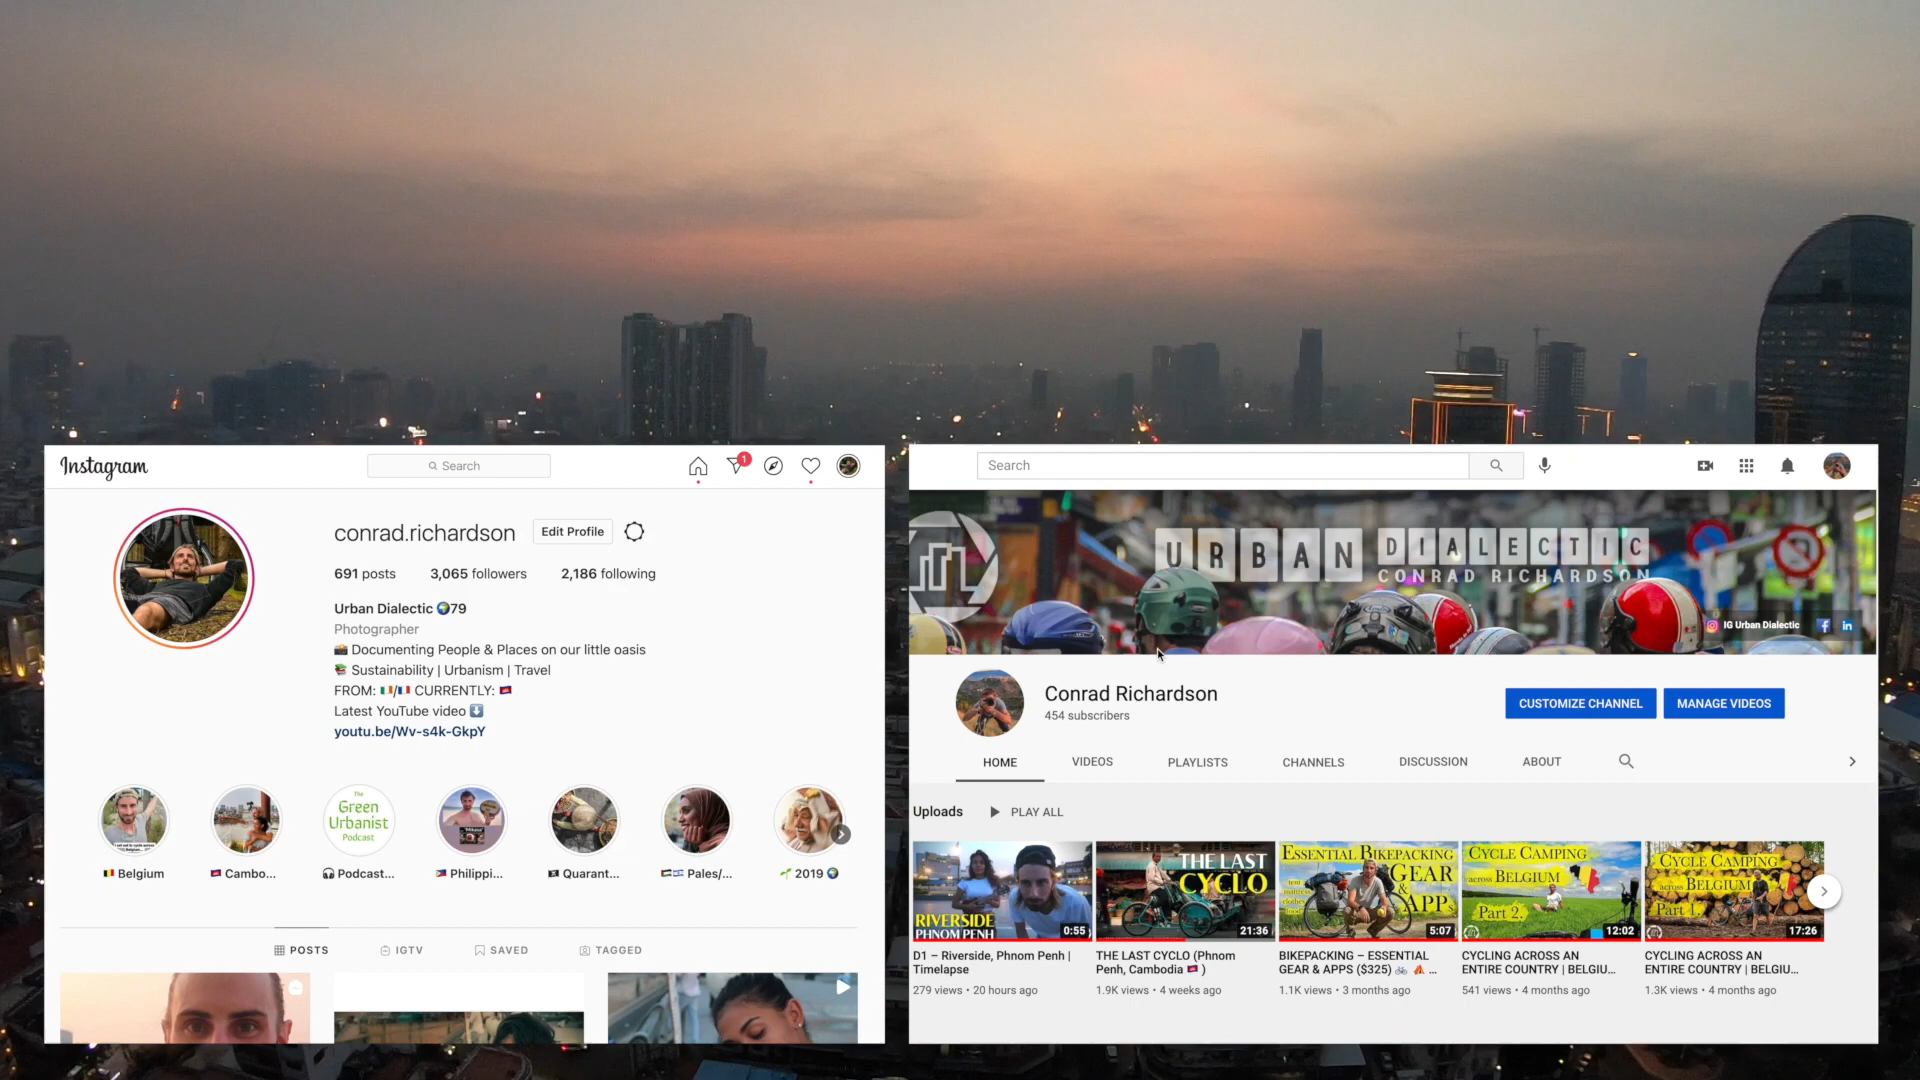 Instagram
Search
1
conrad.richardson
Edit Profile
691 posts
3,065 followers
2,186 following
Urban Dialectic 🌍79
Photographer
📸 Documenting People & Places on our little oasis
📚 Sustainability | Urbanism | Travel
FROM: 🇮🇪/🇫🇷 CURRENTLY: 🇰🇭
Latest YouTube video ⬇️
youtu.be/Wv-s4k-GkpY
The
Green
Urbanist
Podcast
🇧🇪 Belgium
🇰🇭 Cambo...
🎧 Podcast...
🇵🇭 Philippi...
Quarant...
🇵🇸🇮🇱 Pales/...
🌱 2019 🌍
POSTS
IGTV
SAVED
TAGGED
Search
URBAN DIALECTIC
CONRAD RICHARDSON
IG Urban Dialectic
Conrad Richardson
454 subscribers
CUSTOMIZE CHANNEL
MANAGE VIDEOS
HOME
VIDEOS
PLAYLISTS
CHANNELS
DISCUSSION
ABOUT
Uploads
PLAY ALL
RIVERSIDE
PHNOM PENH
0:55
D1 – Riverside, Phnom Penh |
Timelapse
279 views • 20 hours ago
THE LAST
CYCLO
21:36
THE LAST CYCLO (Phnom
Penh, Cambodia 🇰🇭 )
1.9K views • 4 weeks ago
ESSENTIAL BIKEPACKING
GEAR
&
APPS
5:07
BIKEPACKING – ESSENTIAL
GEAR & APPS ($325) 🚲 ⛺ ...
1.1K views • 3 months ago
CYCLE CAMPING
across BELGIUM
Part 2.
12:02
CYCLING ACROSS AN
ENTIRE COUNTRY | BELGIU...
541 views • 4 months ago
CYCLE CAMPING
across BELGIUM
Part 1.
17:26
CYCLING ACROSS AN
ENTIRE COUNTRY | BELGIU...
1.3K views • 4 months ago